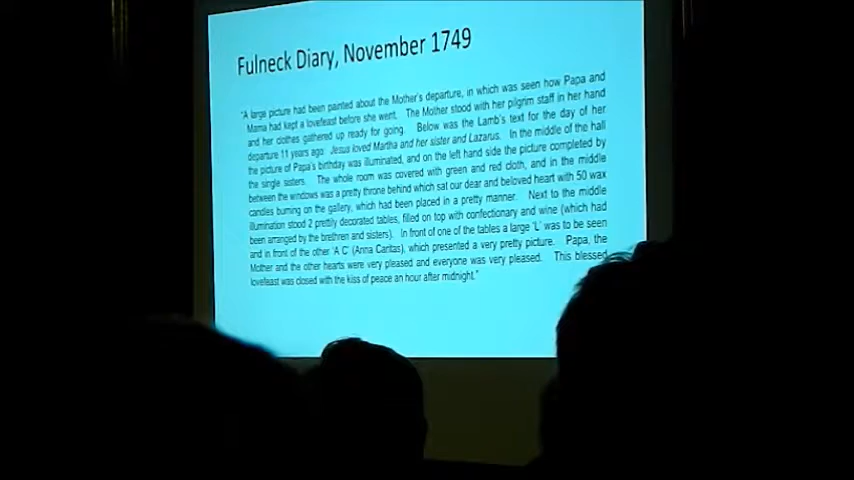 Fulneck Diary, November 1749
"A large picture had been painted about the Mother's departure, in which was seen how Papa and
Mama had kept a lovefeast before she went. The Mother stood with her pilgrim staff in her hand
and her clothes gathered up ready for going. Below was the Lamb's text for the day of her
departure 11 years ago: Jesus loved Martha and her sister and Lazarus. In the middle of the hall
the picture of Papa's birthday was illuminated, and on the left hand side the picture completed by
the single sisters. The whole room was covered with green and red cloth, and in the middle
between the windows was a pretty throne behind which sat our dear and beloved heart with 50 wax
candles burning on the gallery, which had been placed in a pretty manner. Next to the middle
illumination stood 2 prettily decorated tables, filled on top with confectionary and wine (which had
been arranged by the brethren and sisters). In front of one of the tables a large 'L' was to be seen
and in front of the other 'A C' (Anna Caritas), which presented a very pretty picture. Papa, the
Mother and the other hearts were very pleased and everyone was very pleased. This blessed
lovefeast was closed with the kiss of peace an hour after midnight."